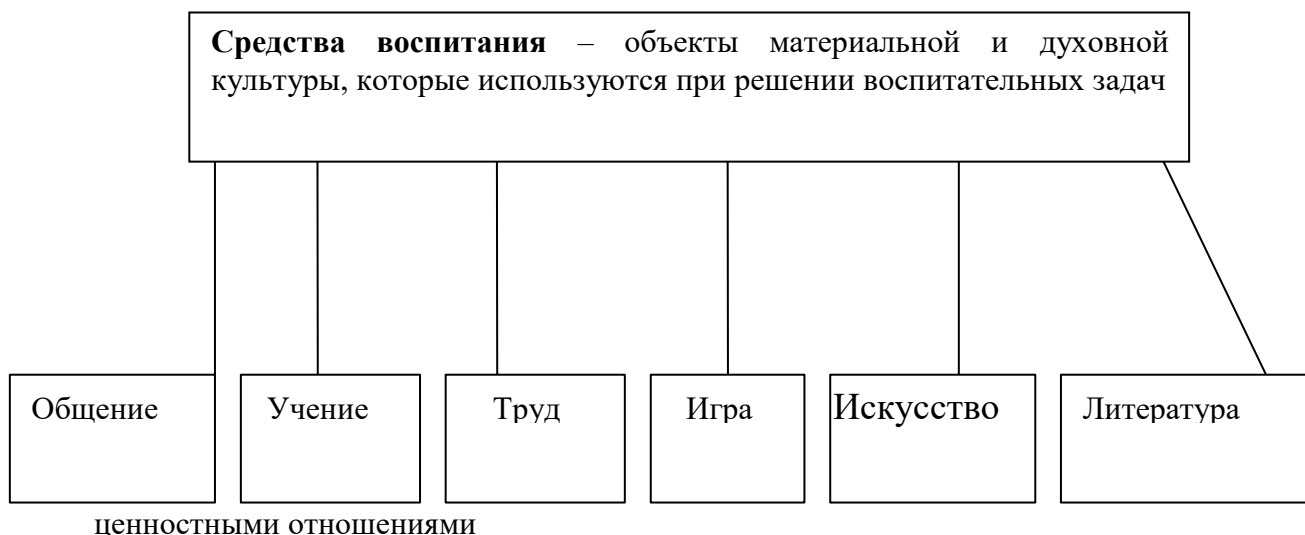 Средства воспитания – объекты материальной и духовной
культуры, которые используются при решении воспитательных задач
Общение
Учение
Труд
Игра
Искусство
Литература
ценностными отношениями